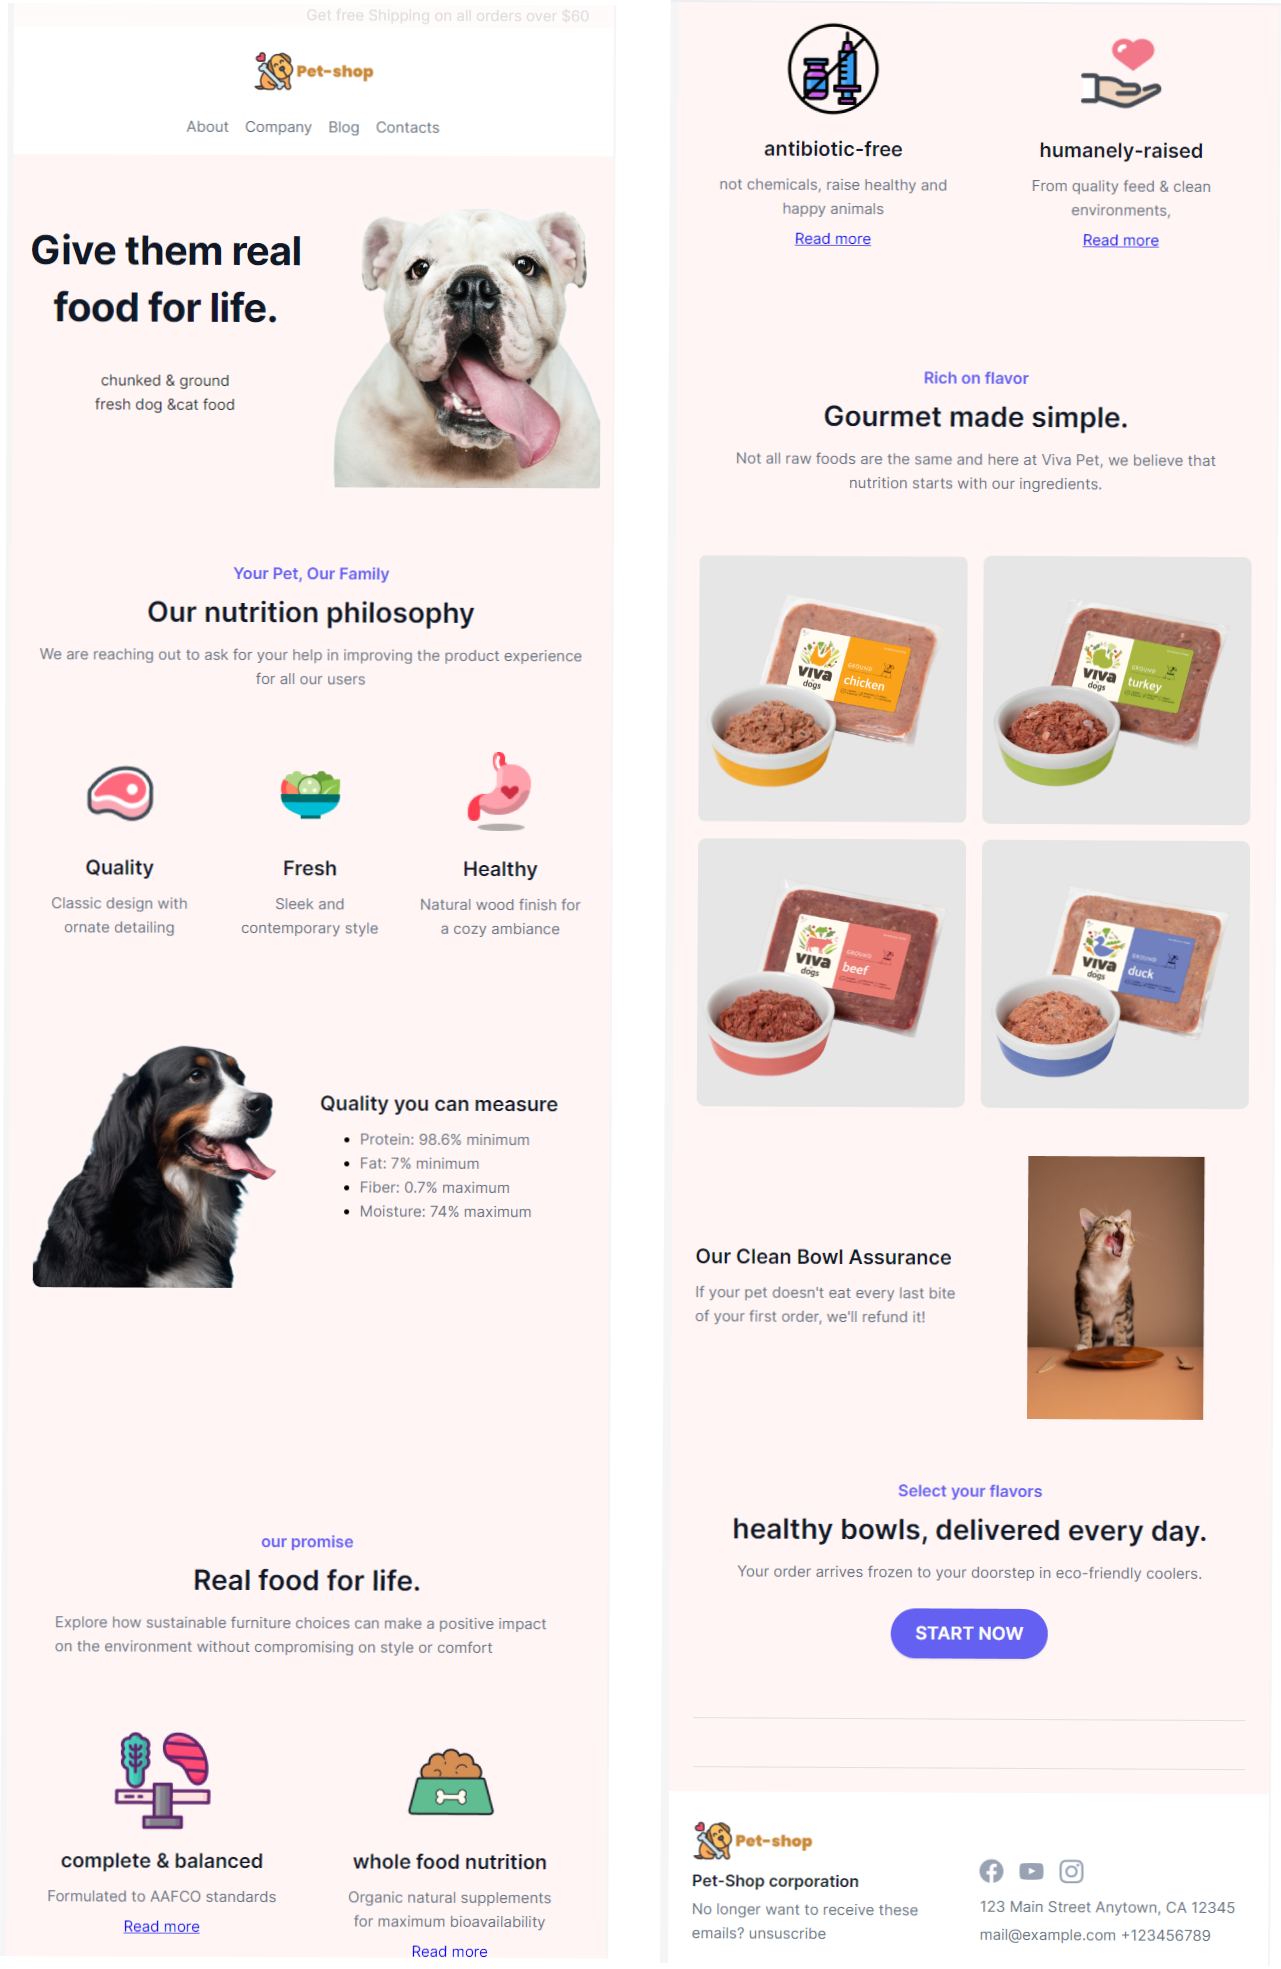 Get free Shipping on all orders over $60
Pet-shop
About Company Blog Contacts
Give them real
food for life.
chunked & ground
fresh dog &cat food
Your Pet, Our Family
Our nutrition philosophy
We are reaching out to ask for your help in improving the product experience
for all our users
Quality
Classic design with
ornate detailing
Fresh
Sleek and
contemporary style
Healthy
Natural wood finish for
a cozy ambiance
Quality you can measure
• Protein: 98.6% minimum
• Fat: 7% minimum
• Fiber: 0.7% maximum
• Moisture: 74% maximum
our promise
Real food for life.
Explore how sustainable furniture choices can make a positive impact
on the environment without compromising on style or comfort
complete & balanced
Formulated to AAFCO standards
Read more
whole food nutrition
Organic natural supplements
for maximum bioavailability
Read more
antibiotic-free
not chemicals, raise healthy and
happy animals
Read more
humanely-raised
From quality feed & clean
environments,
Read more
Rich on flavor
Gourmet made simple.
Not all raw foods are the same and here at Viva Pet, we believe that
nutrition starts with our ingredients.
viva
dogs
GROUND
chicken
viva
dogs
GROUND
turkey
viva
dogs
GROUND
beef
viva
dogs
GROUND
duck
Our Clean Bowl Assurance
If your pet doesn't eat every last bite
of your first order, we'll refund it!
Select your flavors
healthy bowls, delivered every day.
Your order arrives frozen to your doorstep in eco-friendly coolers.
START NOW
Pet-shop
Pet-Shop corporation
No longer want to receive these
emails? unsuscribe
123 Main Street Anytown, CA 12345
mail@example.com +123456789